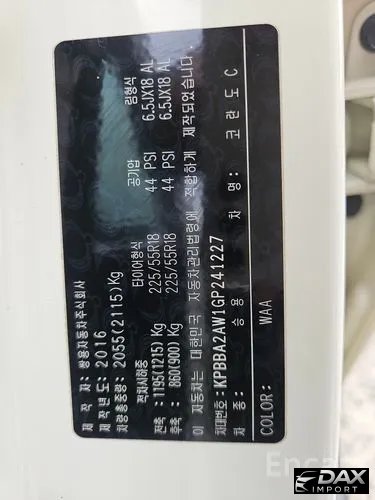 제 작 자: 쌍용자동차주식회사
제작년도: 2016
차량총중량: 2055(2115)Kg
적차시하중 타이어형식 공기압 림형식
전축: 1195(1215)Kg 225/55R18 44 PSI 6.5JX18 AL
후축: 860(900)Kg 225/55R18 44 PSI 6.5JX18 AL
이 자동차는 대한민국 자동차관리법령에 적합하게 제작되었습니다
차대번호: KPBBA2AW1GP241227
차 종: 승용 차 명: 코란도 C
COLOR: WAA
DAX
IMPORT